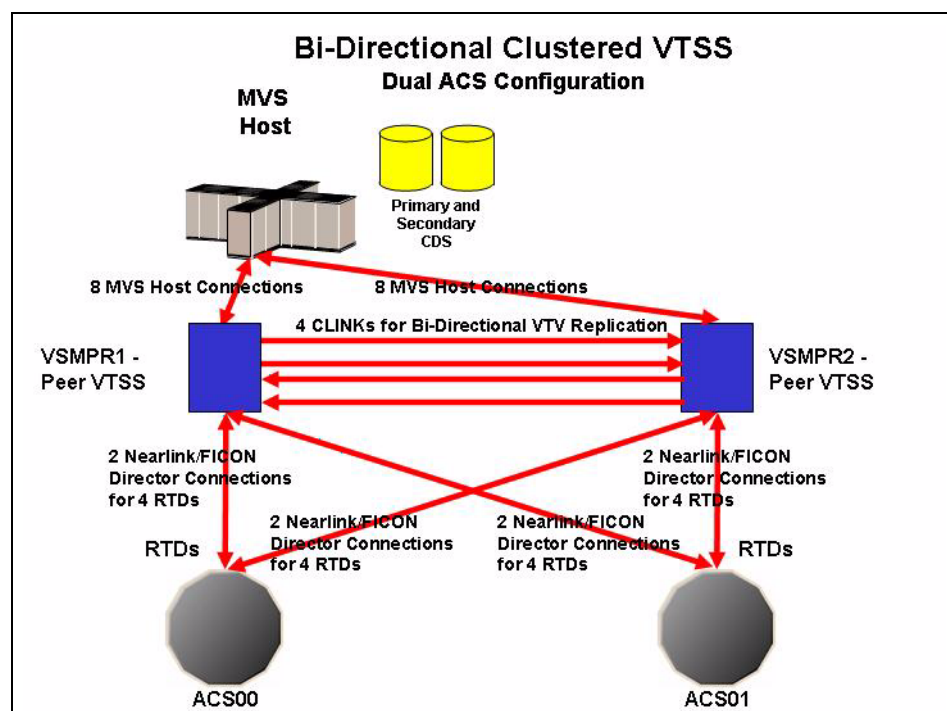 Bi-Directional Clustered VTSS
Dual ACS Configuration
MVS
Host
Primary and
Secondary
CDS
8 MVS Host Connections
8 MVS Host Connections
4 CLINKs for Bi-Directional VTV Replication
VSMPR1 -
Peer VTSS
VSMPR2 -
Peer VTSS
2 Nearlink/FICON
Director Connections
for 4 RTDs
2 Nearlink/FICON
Director Connections
for 4 RTDs
2 Nearlink/FICON
Director Connections
for 4 RTDs
2 Nearlink/FICON
Director Connections
for 4 RTDs
RTDs
RTDs
ACS00
ACS01